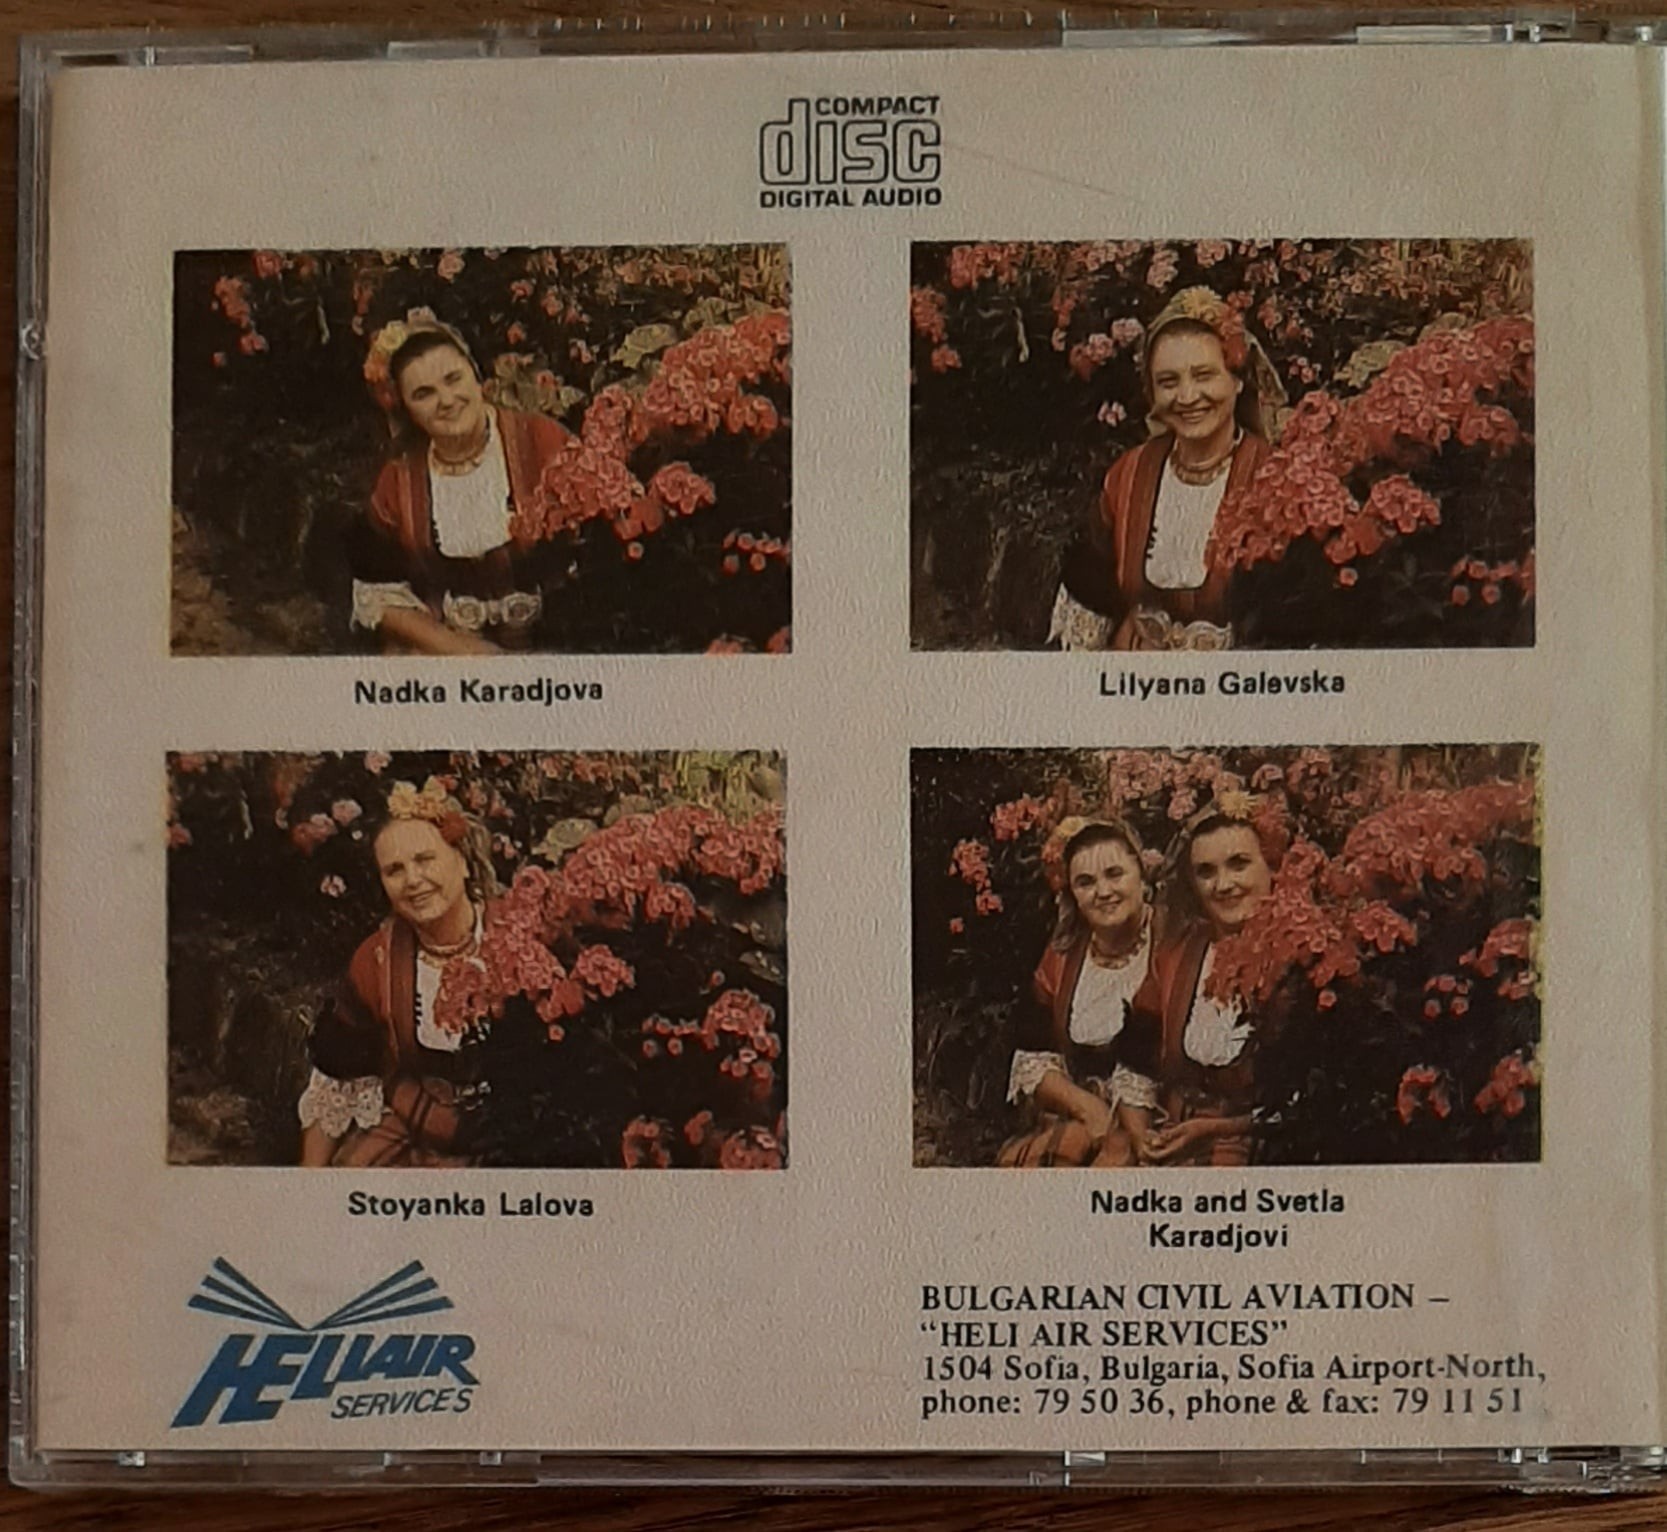 COMPACT
disc
DIGITAL AUDIO
Nadka Karadjova
Lilyana Galevska
Stoyanka Lalova
Nadka and Svetla
Karadjovi
HELIAIR
SERVICES
BULGARIAN CIVIL AVIATION –
“HELI AIR SERVICES”
1504 Sofia, Bulgaria, Sofia Airport-North,
phone: 79 50 36, phone & fax: 79 11 51